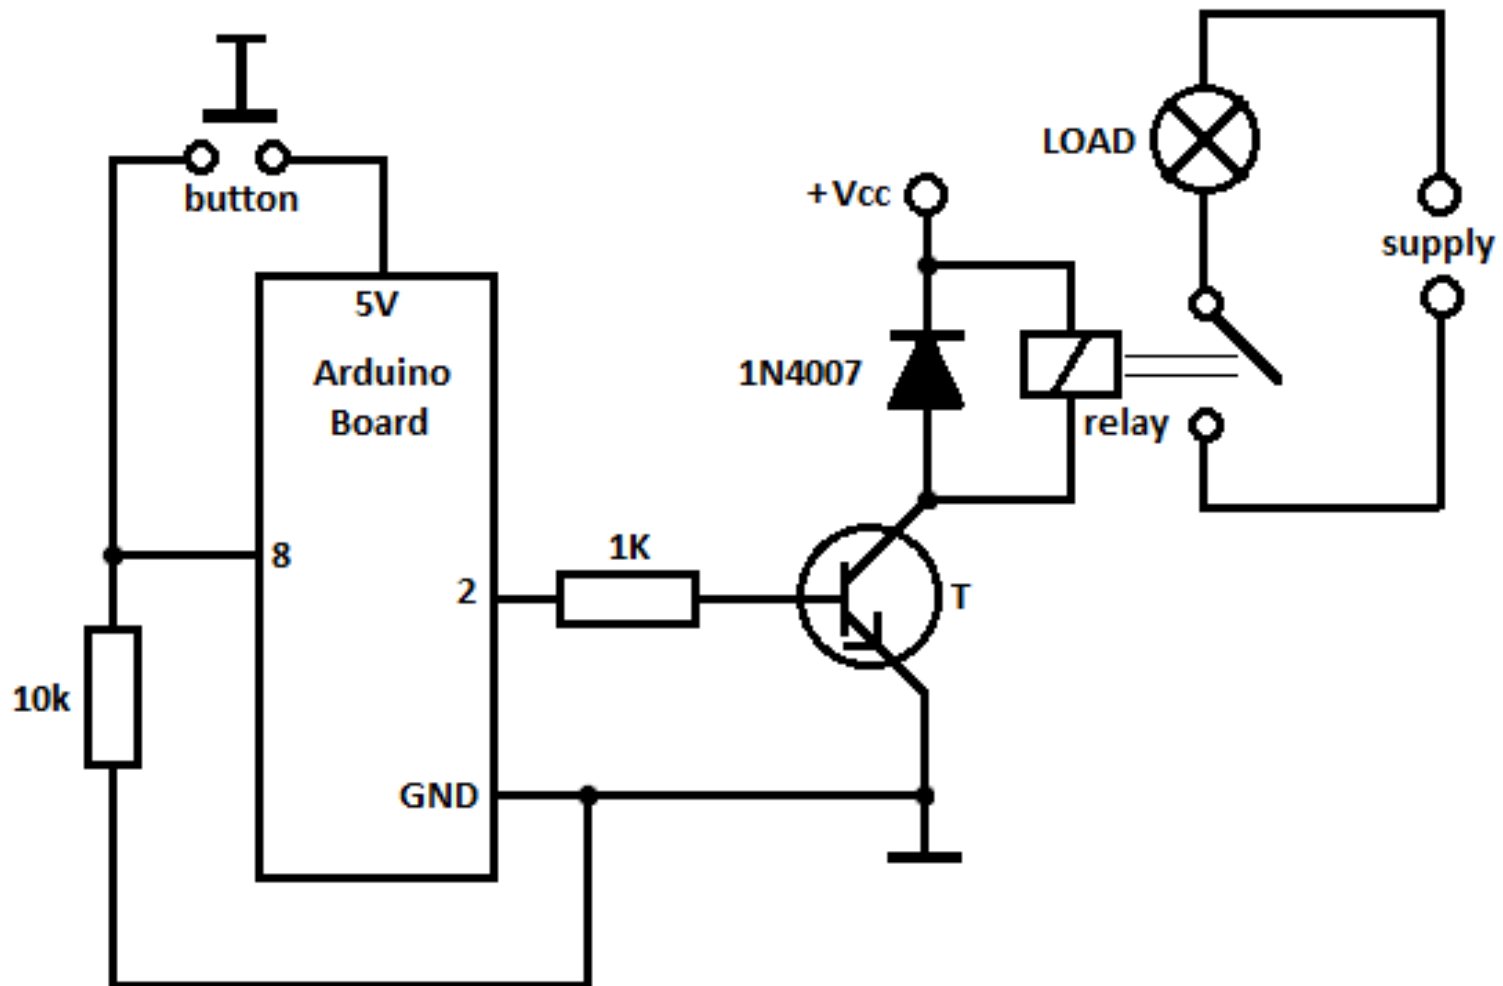 button
5V
Arduino
Board
8
2
GND
10k
1K
T
+Vcc
1N4007
relay
LOAD
supply